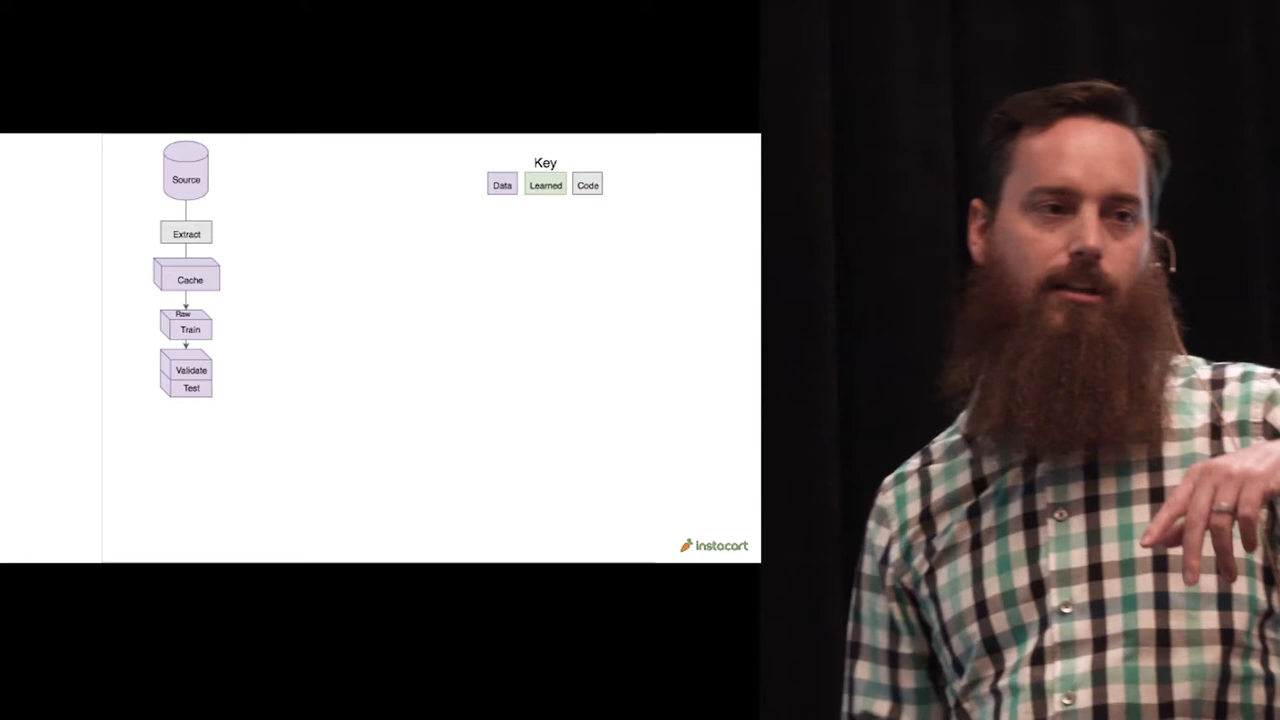 Source
Extract
Cache
Raw
Train
Validate
Test
Key
Data
Learned
Code
instacart